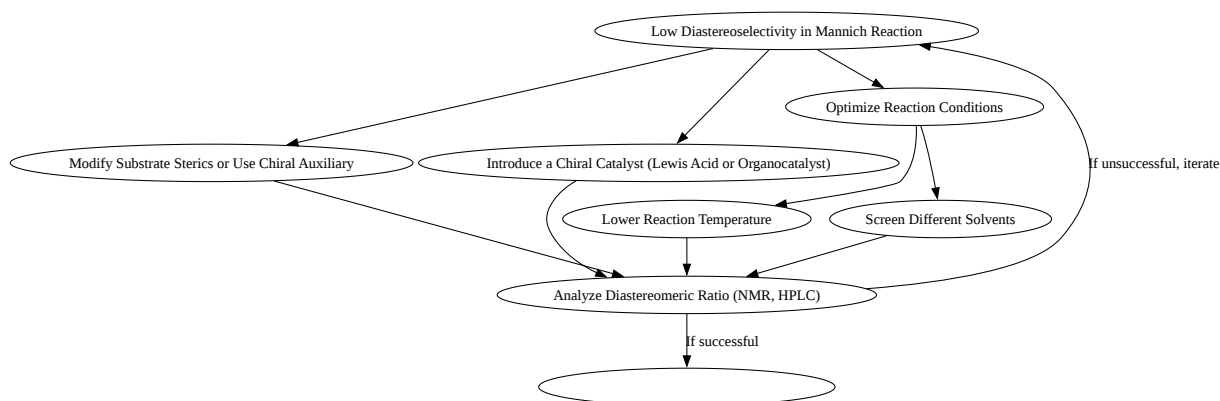 Low Diastereoselectivity in Mannich Reaction
Optimize Reaction Conditions
Modify Substrate Sterics or Use Chiral Auxiliary
Introduce a Chiral Catalyst (Lewis Acid or Organocatalyst)
If unsuccessful, iterate
Lower Reaction Temperature
Screen Different Solvents
Analyze Diastereomeric Ratio (NMR, HPLC)
If successful